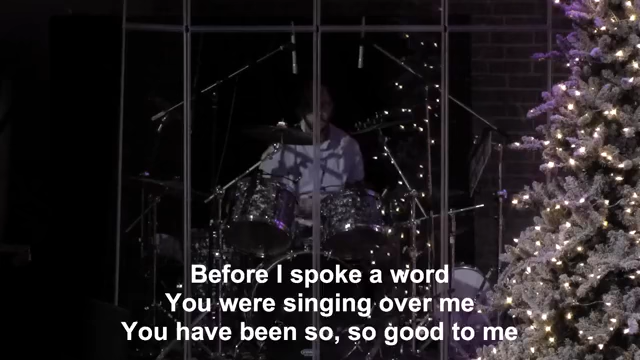 Before I spoke a word
You were singing over me
You have been so, so good to me